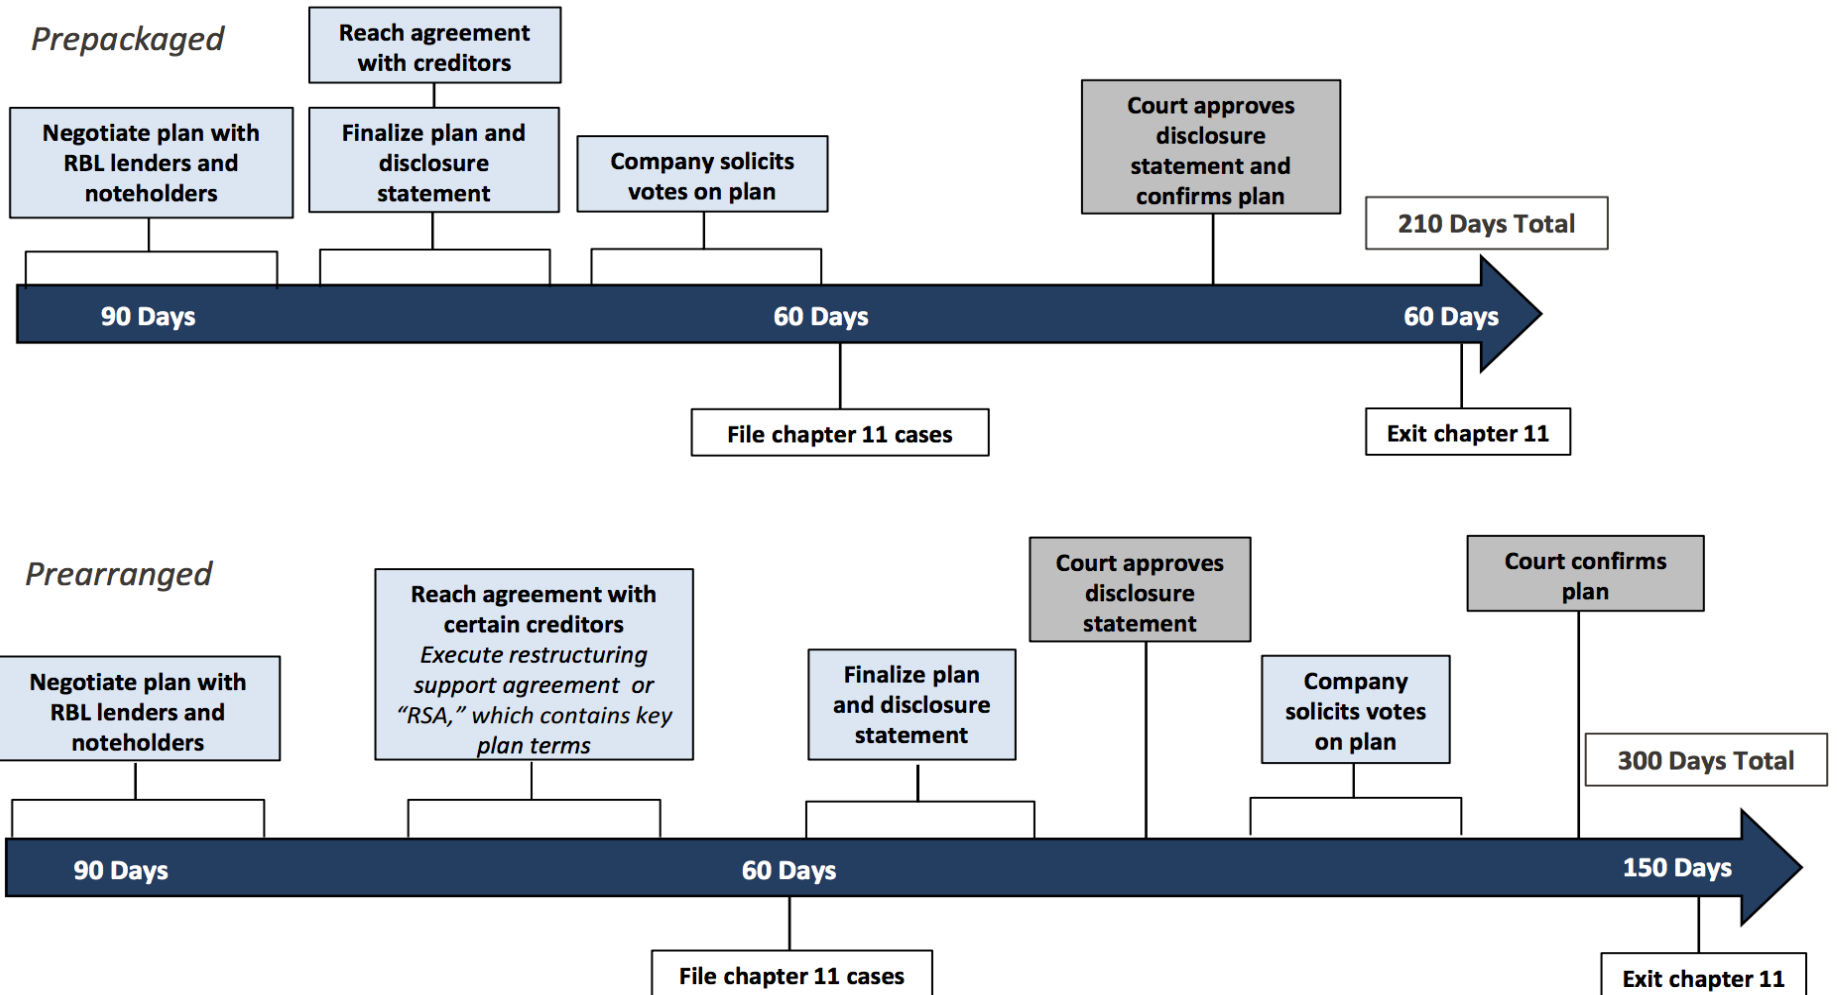 Prepackaged
Reach agreement
with creditors
Negotiate plan with
RBL lenders and
noteholders
Finalize plan and
disclosure
statement
Company solicits
votes on plan
Court approves
disclosure
statement and
confirms plan
210 Days Total
90 Days
60 Days
60 Days
File chapter 11 cases
Exit chapter 11
Prearranged
Negotiate plan with
RBL lenders and
noteholders
Reach agreement with
certain creditors
Execute restructuring
support agreement or
“RSA,” which contains key
plan terms
Finalize plan
and disclosure
statement
Court approves
disclosure
statement
Company
solicits votes
on plan
Court confirms
plan
300 Days Total
90 Days
60 Days
150 Days
File chapter 11 cases
Exit chapter 11